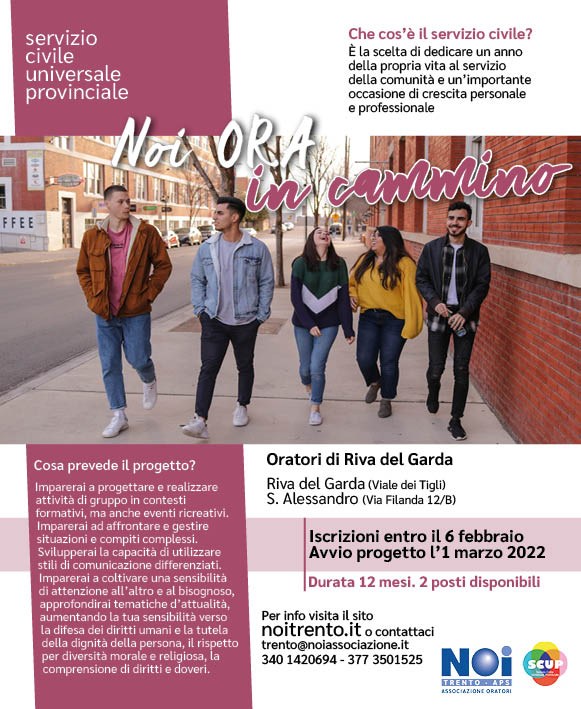 servizio
civile
universale
provinciale
Che cos'è il servizio civile?
È la scelta di dedicare un anno
della propria vita al servizio
della comunità e un'importante
occasione di crescita personale
e professionale
Noi ORA
in cammino
FFEE
Cosa prevede il progetto?
Imparerai a progettare e realizzare
attività di gruppo in contesti
formativi, ma anche eventi ricreativi.
Imparerai ad affrontare e gestire
situazioni e compiti complessi.
Svilupperai la capacità di utilizzare
stili di comunicazione differenziati.
Imparerai a coltivare una sensibilità
di attenzione all'altro e al bisognoso,
approfondirai tematiche d'attualità,
aumentando la tua sensibilità verso
la difesa dei diritti umani e la tutela
della dignità della persona, il rispetto
per diversità morale e religiosa, la
comprensione di diritti e doveri.
Oratori di Riva del Garda
Riva del Garda (Viale dei Tigli)
S. Alessandro (Via Filanda 12/B)
Iscrizioni entro il 6 febbraio
Avvio progetto l'1 marzo 2022
Durata 12 mesi. 2 posti disponibili
Per info visita il sito
noitrento.it o contattaci
trento@noiassociazione.it
340 1420694 - 377 3501525
NOi
TRENTO - APS
ASSOCIAZIONE ORATORI
SCUP